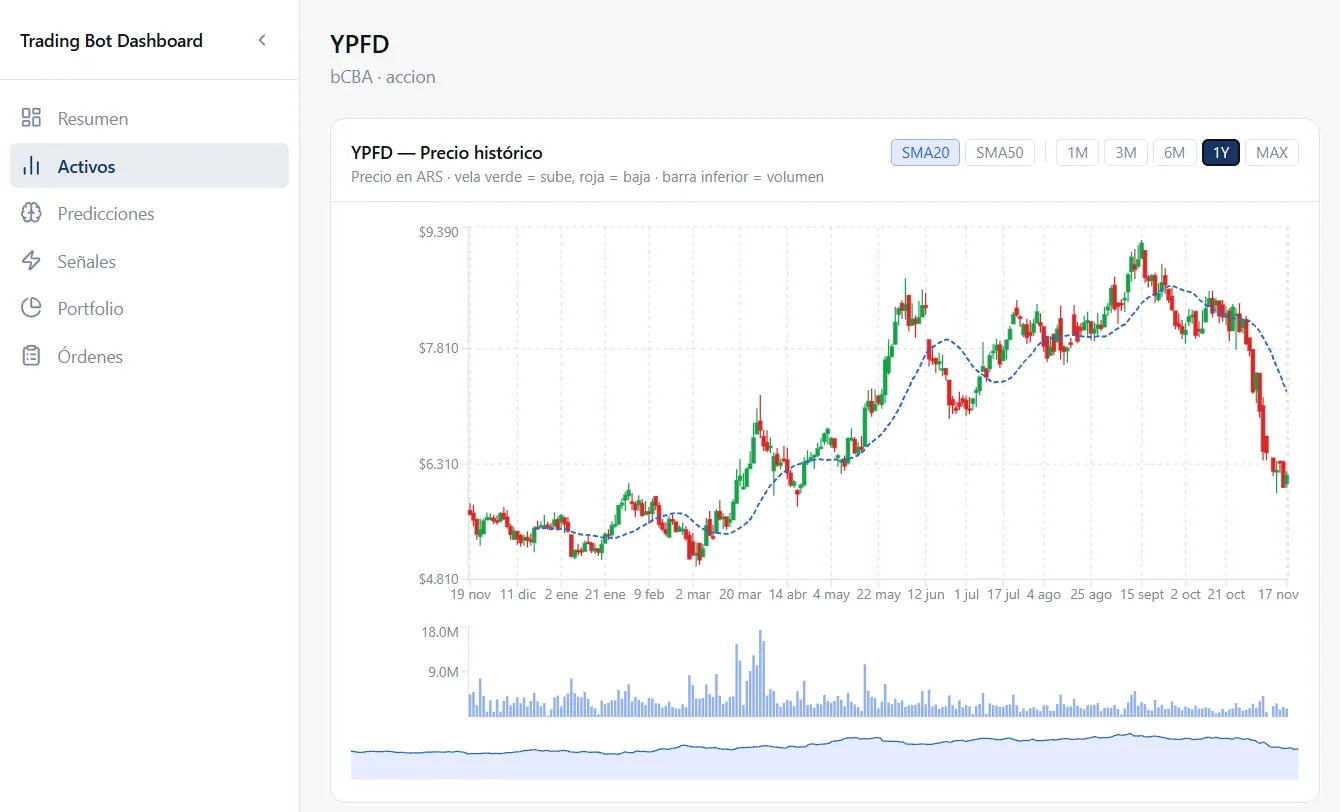 Trading Bot Dashboard
Resumen
Activos
Predicciones
Señales
Portfolio
Órdenes
YPFD
bCBA · accion
YPFD — Precio histórico
Precio en ARS · vela verde = sube, roja = baja · barra inferior = volumen
SMA20 SMA50 1M 3M 6M 1Y MAX
$9.390
$7.810
$6.310
$4.810
19 nov 11 dic 2 ene 21 ene 9 feb 2 mar 20 mar 14 abr 4 may 22 may 12 jun 1 jul 17 jul 4 ago 25 ago 15 sept 2 oct 21 oct 17 nov
18.0M
9.0M